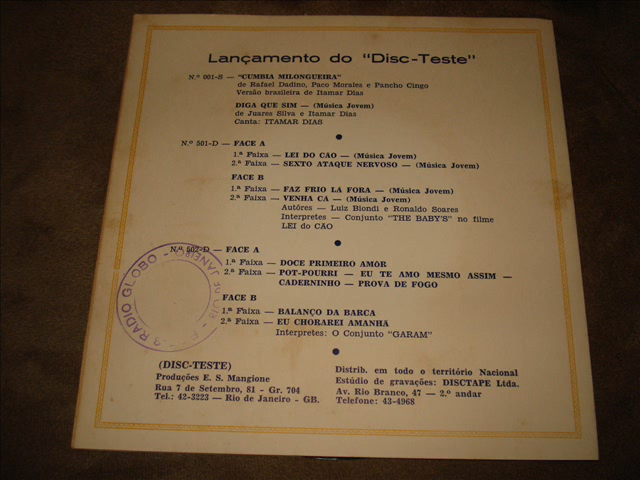 Lançamento do "Disc-Teste"
N.º 001-S — "CUMBIA MILONGUEIRA"
de Rafael Dadino, Paco Morales e Pancho Cingo
Versão brasileira de Itamar Dias
DIGA QUE SIM — (Música Jovem)
de Juares Silva e Itamar Dias
Canta: ITAMAR DIAS
N.º 501-D — FACE A
1.ª Faixa — LEI DO CAO — (Música Jovem)
2.ª Faixa — SEXTO ATAQUE NERVOSO — (Música Jovem)
FACE B
1.ª Faixa — FAZ FRIO LA FORA — (Música Jovem)
2.ª Faixa — VENHA CA — (Música Jovem)
Autôres — Luiz Biondi e Ronaldo Soares
Interpretes — Conjunto "THE BABY'S" no filme
LEI do CÃO
N.º 502-D — FACE A
1.ª Faixa — DOCE PRIMEIRO AMOR
2.ª Faixa — POT-POURRI — EU TE AMO MESMO ASSIM —
CADERNINHO — PROVA DE FOGO
FACE B
1.ª Faixa — BALANÇO DA BARCA
2.ª Faixa — EU CHORAREI AMANHA
Interpretes: O Conjunto "GARAM"
RADIO GLOBO
JANEIRO
(DISC-TESTE)
Produções E. S. Mangione
Rua 7 de Setembro, 81 - Gr. 704
Tel.: 42-3223 — Rio de Janeiro - GB.
Distrib. em todo o território Nacional
Estúdio de gravações: DISCTAPE Ltda.
Av. Rio Branco, 47 — 2.º andar
Telefone: 43-4968